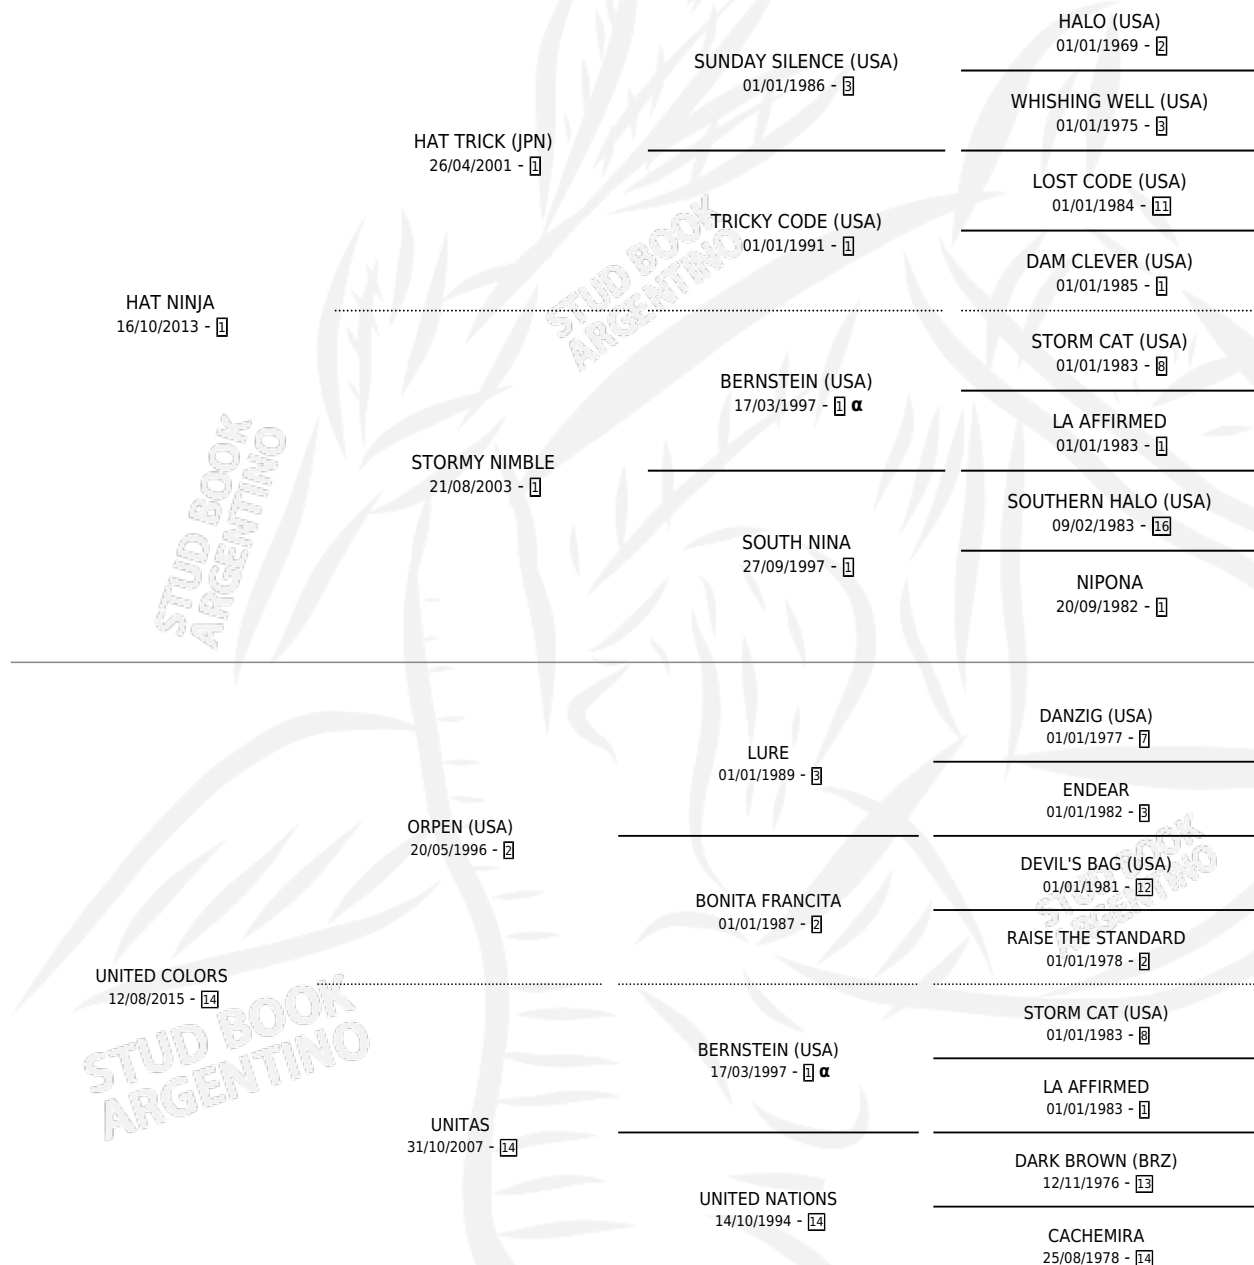 HALO (USA)
01/01/1969 - 2
SUNDAY SILENCE (USA)
01/01/1986 - 3
WHISHING WELL (USA)
01/01/1975 - 3
HAT TRICK (JPN)
26/04/2001 - 1
LOST CODE (USA)
01/01/1984 - 11
TRICKY CODE (USA)
01/01/1991 - 1
DAM CLEVER (USA)
01/01/1985 - 1
HAT NINJA
16/10/2013 - 1
STORM CAT (USA)
01/01/1983 - 8
BERNSTEIN (USA)
17/03/1997 - 1 α
LA AFFIRMED
01/01/1983 - 1
STORMY NIMBLE
21/08/2003 - 1
SOUTHERN HALO (USA)
09/02/1983 - 16
SOUTH NINA
27/09/1997 - 1
NIPONA
20/09/1982 - 1
DANZIG (USA)
01/01/1977 - 7
LURE
01/01/1989 - 3
ENDEAR
01/01/1982 - 3
ORPEN (USA)
20/05/1996 - 2
DEVIL'S BAG (USA)
01/01/1981 - 12
BONITA FRANCITA
01/01/1987 - 2
RAISE THE STANDARD
01/01/1978 - 2
UNITED COLORS
12/08/2015 - 14
STORM CAT (USA)
01/01/1983 - 8
BERNSTEIN (USA)
17/03/1997 - 1 α
LA AFFIRMED
01/01/1983 - 1
UNITAS
31/10/2007 - 14
DARK BROWN (BRZ)
12/11/1976 - 13
UNITED NATIONS
14/10/1994 - 14
CACHEMIRA
25/08/1978 - 14
STUD BOOK
ARGENTINO
STUD BOOK
ARGENTINO
STUD BOOK
ARGENTINO
STUD BOOK
ARGENTINO